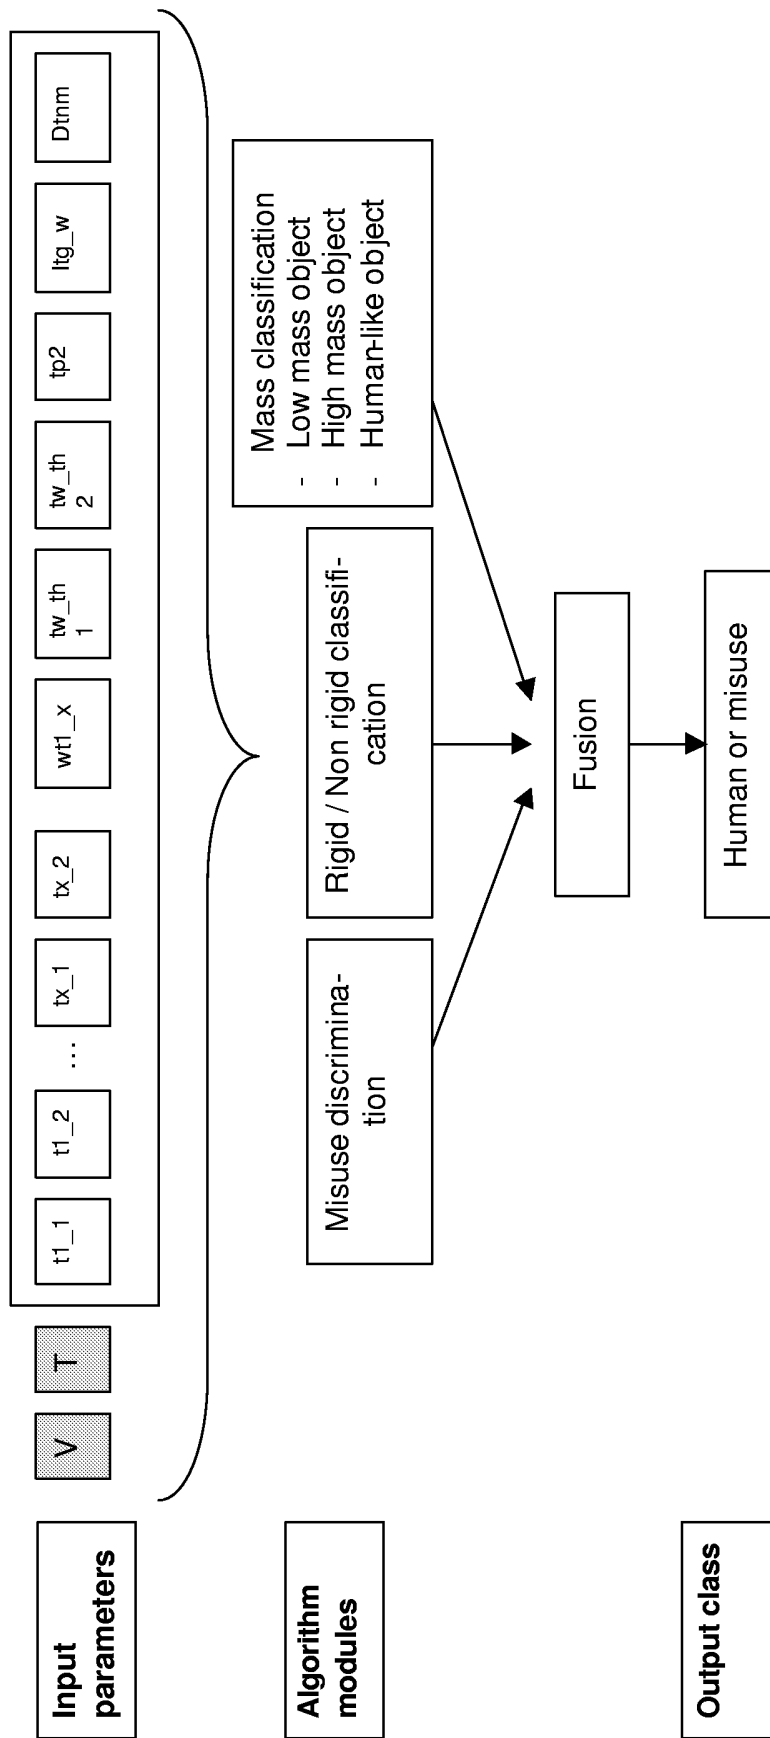 Input
parameters
V
T
t1_1
t1_2
...
tx_1
tx_2
wt1_x
tw_th
1
tw_th
2
tp2
ltg_w
Dtnm
Algorithm
modules
Misuse discrimina-
tion
Rigid / Non rigid classifi-
cation
Mass classification
- Low mass object
- High mass object
- Human-like object
Fusion
Output class
Human or misuse